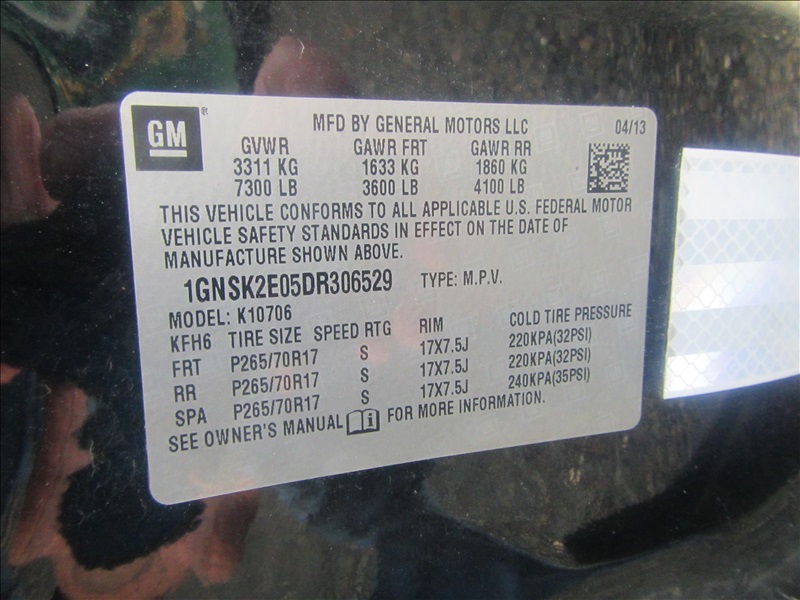 GM ® MFD BY GENERAL MOTORS LLC 04/13
GVWR GAWR FRT GAWR RR
3311 KG 1633 KG 1860 KG
7300 LB 3600 LB 4100 LB
THIS VEHICLE CONFORMS TO ALL APPLICABLE U.S. FEDERAL MOTOR
VEHICLE SAFETY STANDARDS IN EFFECT ON THE DATE OF
MANUFACTURE SHOWN ABOVE.
1GNSK2E05DR306529 TYPE: M.P.V.
MODEL: K10706
KFH6 TIRE SIZE SPEED RTG RIM COLD TIRE PRESSURE
FRT P265/70R17 S 17X7.5J 220KPA(32PSI)
RR P265/70R17 S 17X7.5J 220KPA(32PSI)
SPA P265/70R17 S 17X7.5J 240KPA(35PSI)
SEE OWNER'S MANUAL FOR MORE INFORMATION.